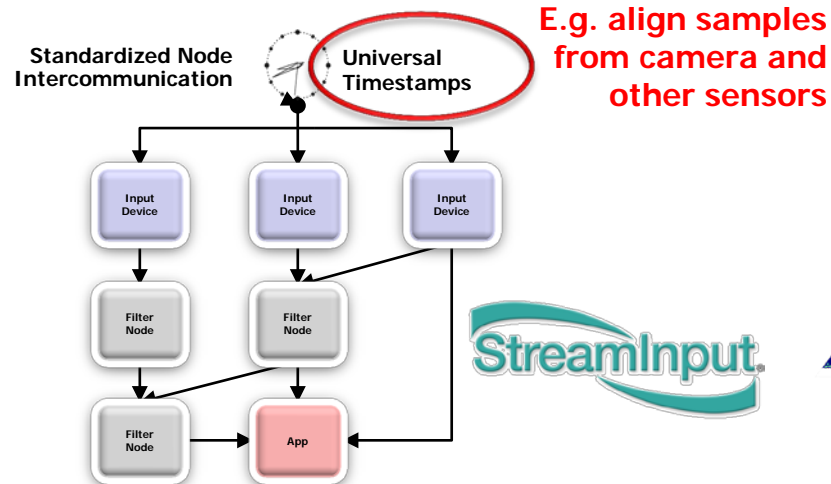 E.g. align samples
from camera and
other sensors
Standardized Node
Intercommunication
Universal
Timestamps
Input
Device
Input
Device
Input
Device
Filter
Node
Filter
Node
StreamInput
Filter
Node
App